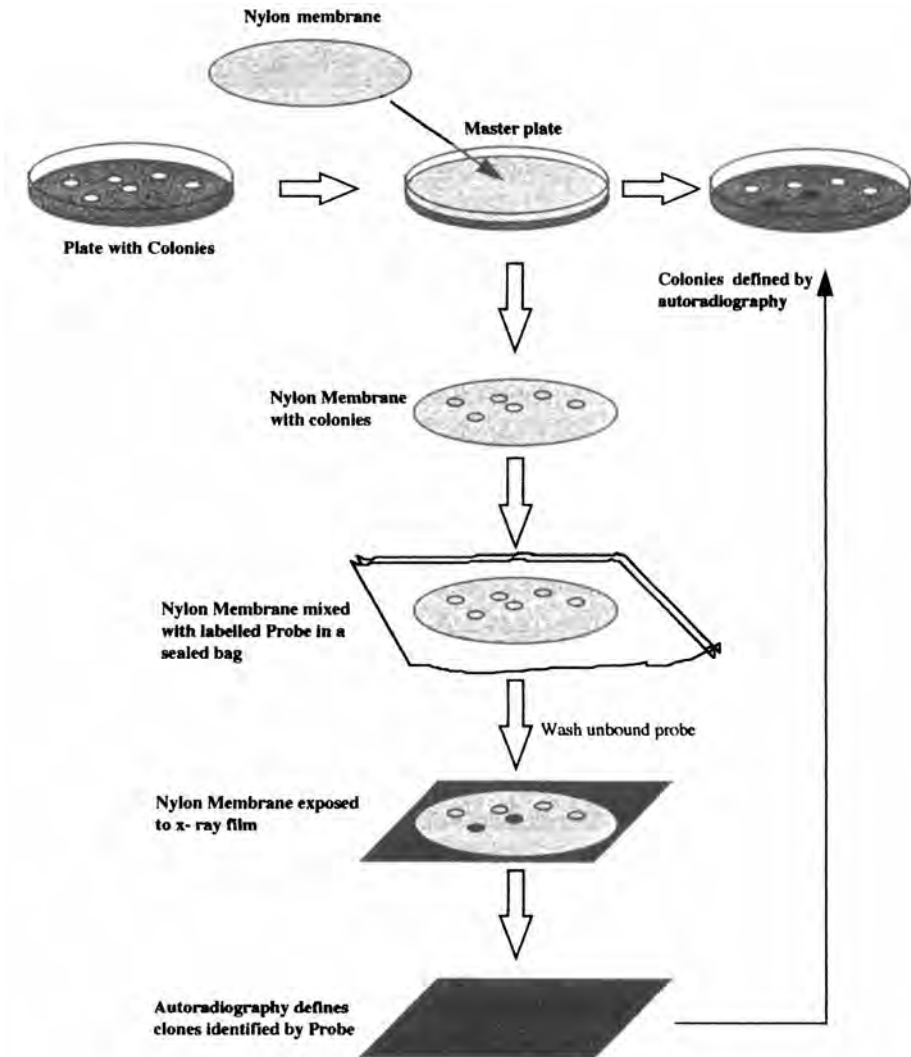 Nylon membrane
Master plate
Plate with Colonies
Colonies defined by
autoradiography
Nylon Membrane
with colonies
Nylon Membrane mixed
with labelled Probe in a
sealed bag
Wash unbound probe
Nylon Membrane exposed
to x- ray film
Autoradiography defines
clones identified by Probe